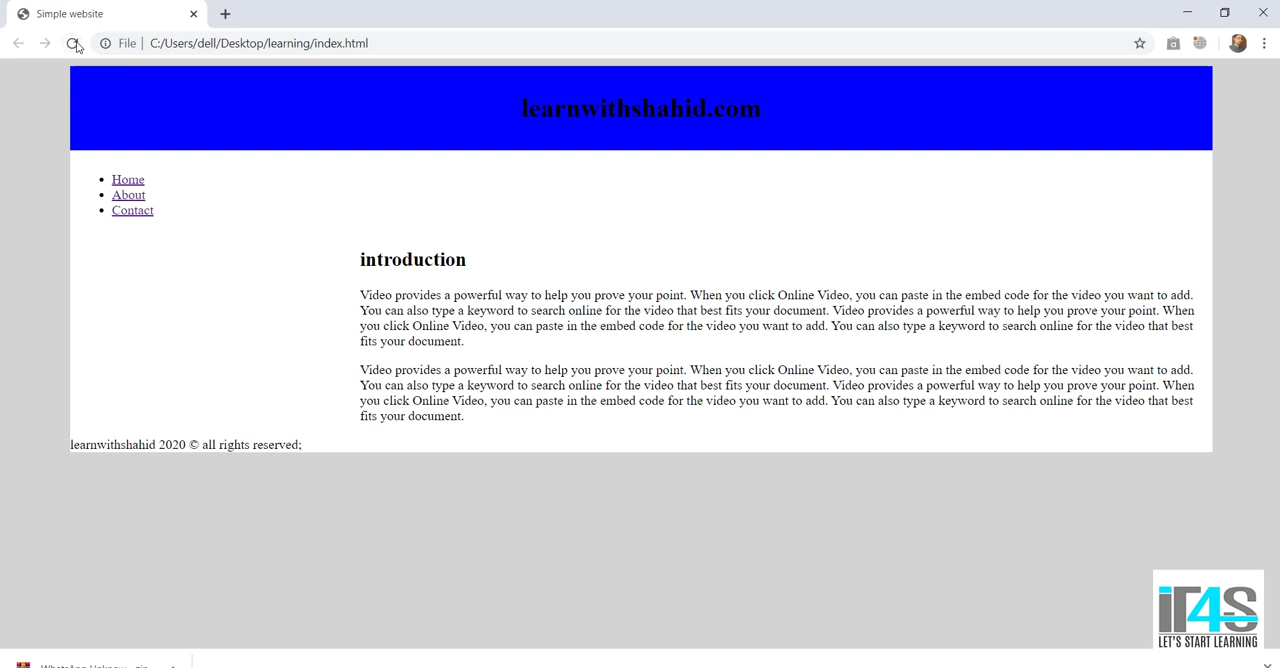 Simple website
File
C:/Users/dell/Desktop/learning/index.html
learnwithshahid.com
Home
About
Contact
introduction
Video provides a powerful way to help you prove your point. When you click Online Video, you can paste in the embed code for the video you want to add.
You can also type a keyword to search online for the video that best fits your document. Video provides a powerful way to help you prove your point. When
you click Online Video, you can paste in the embed code for the video you want to add. You can also type a keyword to search online for the video that best
fits your document.
Video provides a powerful way to help you prove your point. When you click Online Video, you can paste in the embed code for the video you want to add.
You can also type a keyword to search online for the video that best fits your document. Video provides a powerful way to help you prove your point. When
you click Online Video, you can paste in the embed code for the video you want to add. You can also type a keyword to search online for the video that best
fits your document.
learnwithshahid 2020 © all rights reserved;
iT4S
LET'S START LEARNING